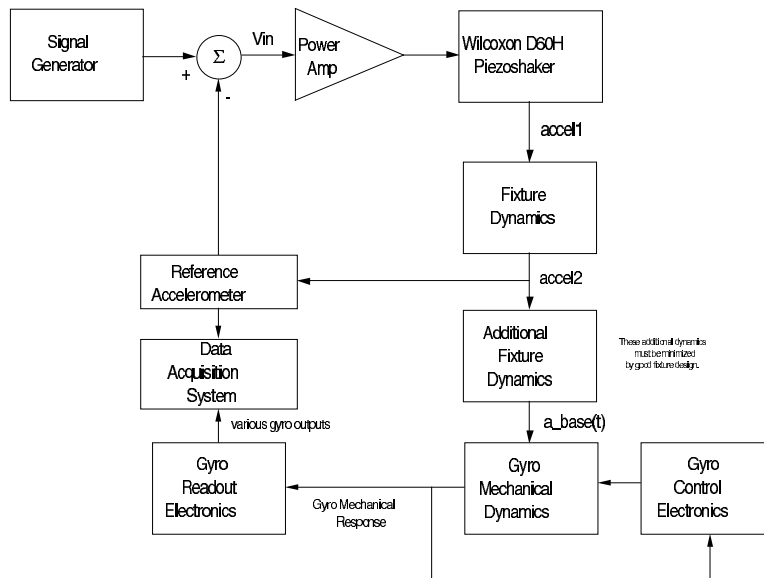 Signal
Generator
+
Σ
-
Vin
Power
Amp
Wilcoxon D60H
Piezoshaker
accel1
Fixture
Dynamics
accel2
Reference
Accelerometer
Additional
Fixture
Dynamics
These additional dynamics
must be minimized
by good fixture design.
Data
Acquisition
System
various gyro outputs
a_base(t)
Gyro
Readout
Electronics
Gyro Mechanical
Response
Gyro
Mechanical
Dynamics
Gyro
Control
Electronics